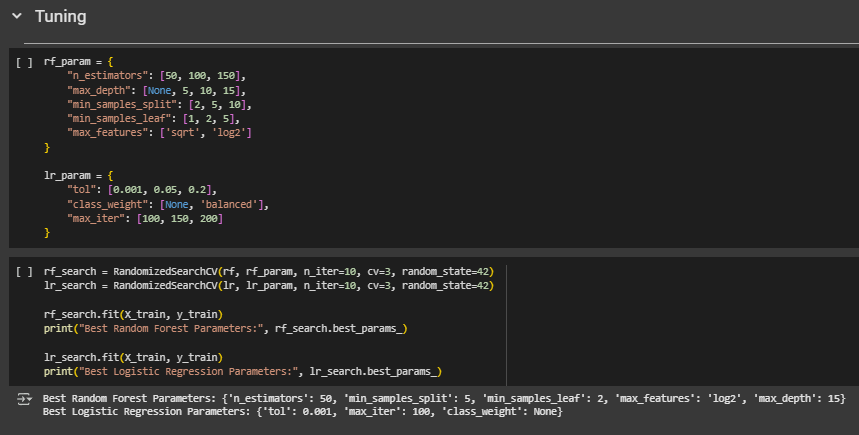 Tuning
[ ] rf_param = {
    "n_estimators": [50, 100, 150],
    "max_depth": [None, 5, 10, 15],
    "min_samples_split": [2, 5, 10],
    "min_samples_leaf": [1, 2, 5],
    "max_features": ['sqrt', 'log2']
}
lr_param = {
    "tol": [0.001, 0.05, 0.2],
    "class_weight": [None, 'balanced'],
    "max_iter": [100, 150, 200]
}
[ ] rf_search = RandomizedSearchCV(rf, rf_param, n_iter=10, cv=3, random_state=42)
lr_search = RandomizedSearchCV(lr, lr_param, n_iter=10, cv=3, random_state=42)
rf_search.fit(X_train, y_train)
print("Best Random Forest Parameters:", rf_search.best_params_)
lr_search.fit(X_train, y_train)
print("Best Logistic Regression Parameters:", lr_search.best_params_)
Best Random Forest Parameters: {'n_estimators': 50, 'min_samples_split': 5, 'min_samples_leaf': 2, 'max_features': 'log2', 'max_depth': 15}
Best Logistic Regression Parameters: {'tol': 0.001, 'max_iter': 100, 'class_weight': None}